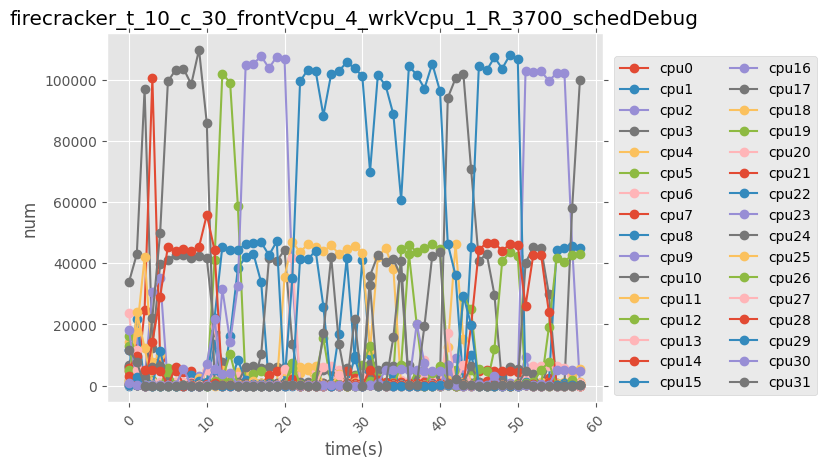 firecracker_t_10_c_30_frontVcpu_4_wrkVcpu_1_R_3700_schedDebug
100000
80000
60000
40000
20000
0
num
0
10
20
30
40
50
60
time(s)
cpu0
cpu1
cpu2
cpu3
cpu4
cpu5
cpu6
cpu7
cpu8
cpu9
cpu10
cpu11
cpu12
cpu13
cpu14
cpu15
cpu16
cpu17
cpu18
cpu19
cpu20
cpu21
cpu22
cpu23
cpu24
cpu25
cpu26
cpu27
cpu28
cpu29
cpu30
cpu31